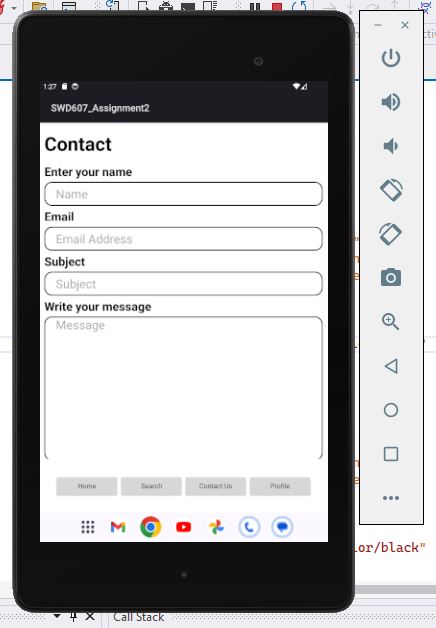 1:27
SWD607_Assignment2
Contact
Enter your name
Name
Email
Email Address
Subject
Subject
Write your message
Message
Home Search Contact Us Profile
lor/black"
Call Stack